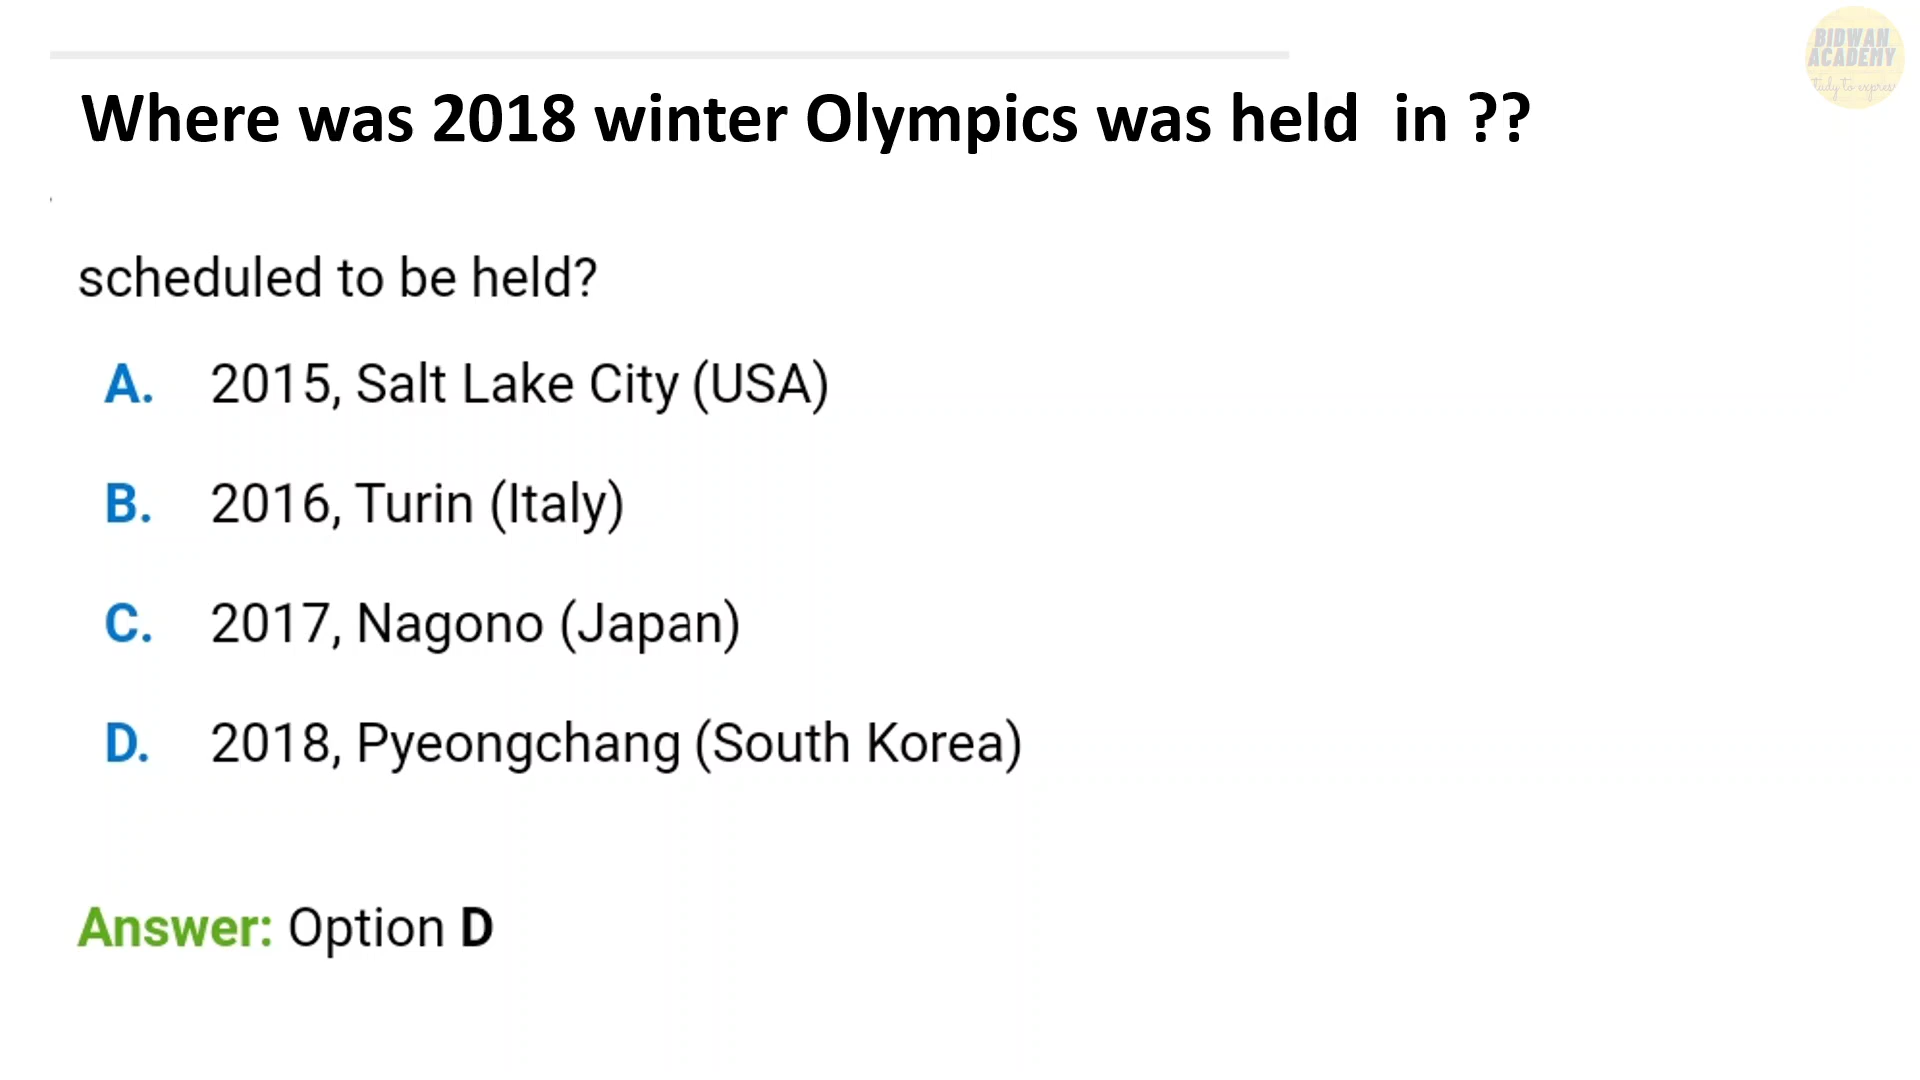 BIDWAN
ACADEMY
Where was 2018 winter Olympics was held in ??
scheduled to be held?
A. 2015, Salt Lake City (USA)
B. 2016, Turin (Italy)
C. 2017, Nagono (Japan)
D. 2018, Pyeongchang (South Korea)
Answer: Option D